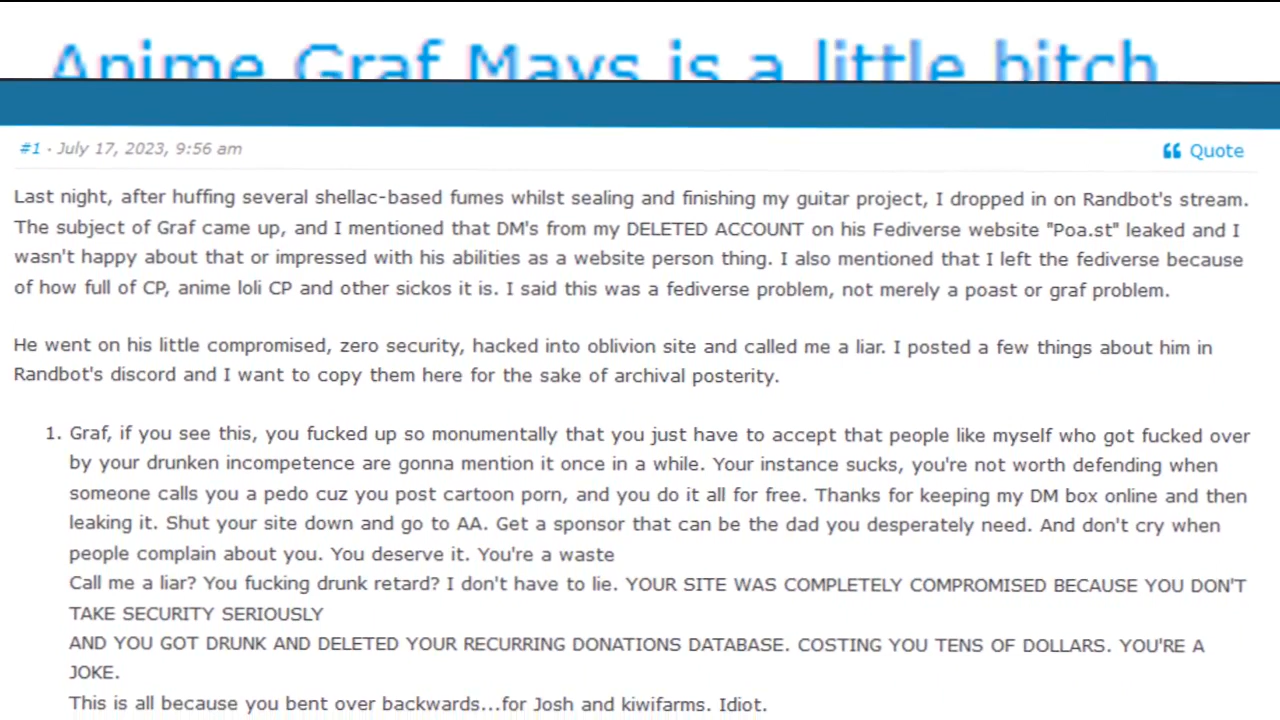 Anime Graf Mays is a little bitch
#1 · July 17, 2023, 9:56 am
Quote
Last night, after huffing several shellac-based fumes whilst sealing and finishing my guitar project, I dropped in on Randbot's stream.
The subject of Graf came up, and I mentioned that DM's from my DELETED ACCOUNT on his Fediverse website "Poa.st" leaked and I
wasn't happy about that or impressed with his abilities as a website person thing. I also mentioned that I left the fediverse because
of how full of CP, anime loli CP and other sickos it is. I said this was a fediverse problem, not merely a poast or graf problem.
He went on his little compromised, zero security, hacked into oblivion site and called me a liar. I posted a few things about him in
Randbot's discord and I want to copy them here for the sake of archival posterity.
1. Graf, if you see this, you fucked up so monumentally that you just have to accept that people like myself who got fucked over
by your drunken incompetence are gonna mention it once in a while. Your instance sucks, you're not worth defending when
someone calls you a pedo cuz you post cartoon porn, and you do it all for free. Thanks for keeping my DM box online and then
leaking it. Shut your site down and go to AA. Get a sponsor that can be the dad you desperately need. And don't cry when
people complain about you. You deserve it. You're a waste
Call me a liar? You fucking drunk retard? I don't have to lie. YOUR SITE WAS COMPLETELY COMPROMISED BECAUSE YOU DON'T
TAKE SECURITY SERIOUSLY
AND YOU GOT DRUNK AND DELETED YOUR RECURRING DONATIONS DATABASE. COSTING YOU TENS OF DOLLARS. YOU'RE A
JOKE.
This is all because you bent over backwards...for Josh and kiwifarms. Idiot.